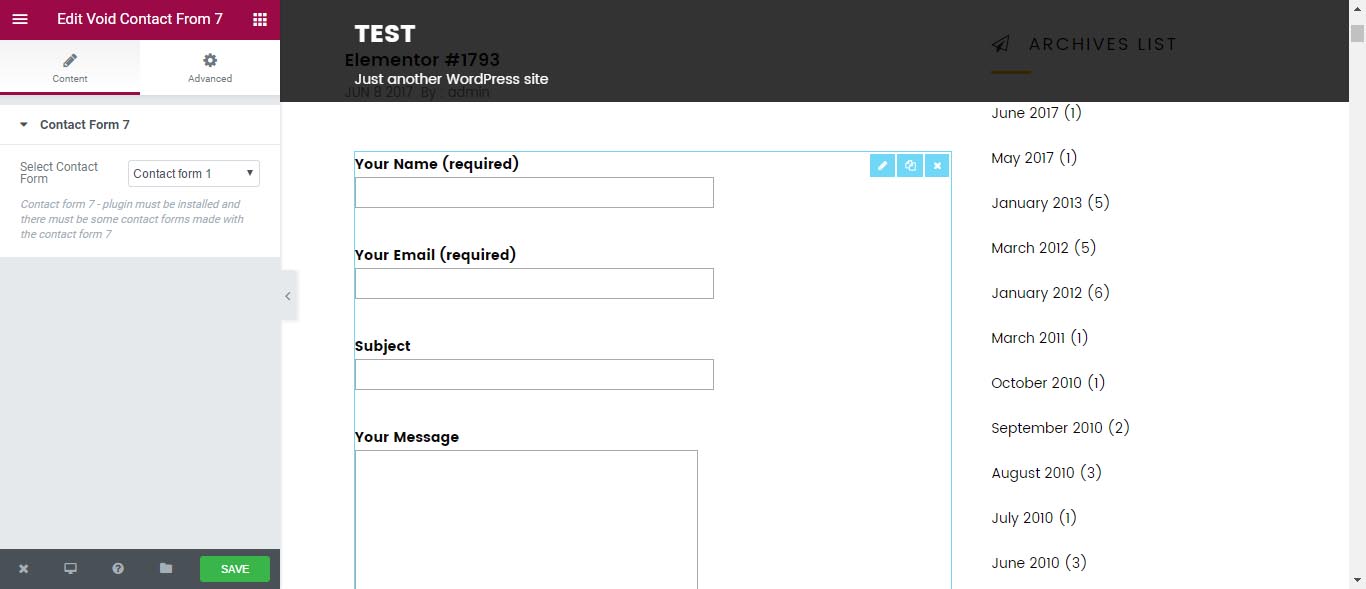 Edit Void Contact From 7
Content
Advanced
Contact Form 7
Select Contact
Form
Contact form 1
Contact form 7 - plugin must be installed and
there must be some contact forms made with
the contact form 7
SAVE
TEST
Elementor #1793
Just another WordPress site
JUN 8 2017 By : admin
Your Name (required)
Your Email (required)
Subject
Your Message
ARCHIVES LIST
June 2017 (1)
May 2017 (1)
January 2013 (5)
March 2012 (5)
January 2012 (6)
March 2011 (1)
October 2010 (1)
September 2010 (2)
August 2010 (3)
July 2010 (1)
June 2010 (3)